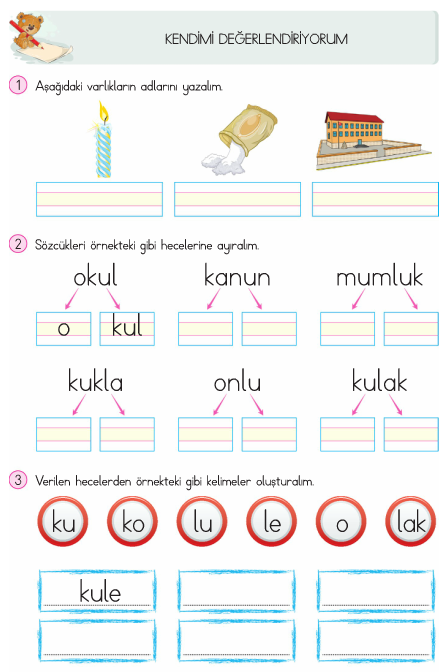 KENDİMİ DEĞERLENDİRİYORUM
1 Aşağıdaki varlıkların adlarını yazalım.
2 Sözcükleri örnekteki gibi hecelerine ayıralım.
okul kanun mumluk
o kul
kukla onlu kulak
3 Verilen hecelerden örnekteki gibi kelimeler oluşturalım.
ku ko lu le o lak
kule